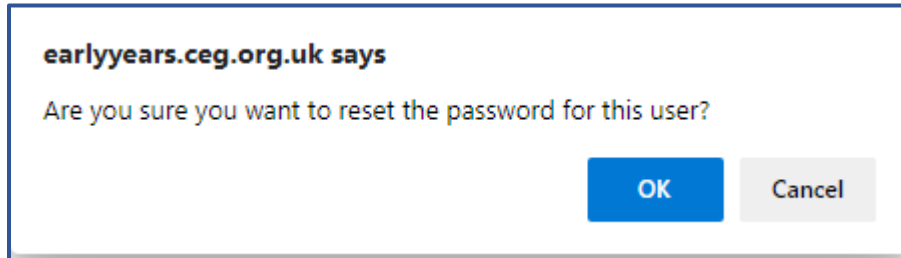 earlyyears.ceg.org.uk says
Are you sure you want to reset the password for this user?
OK
Cancel